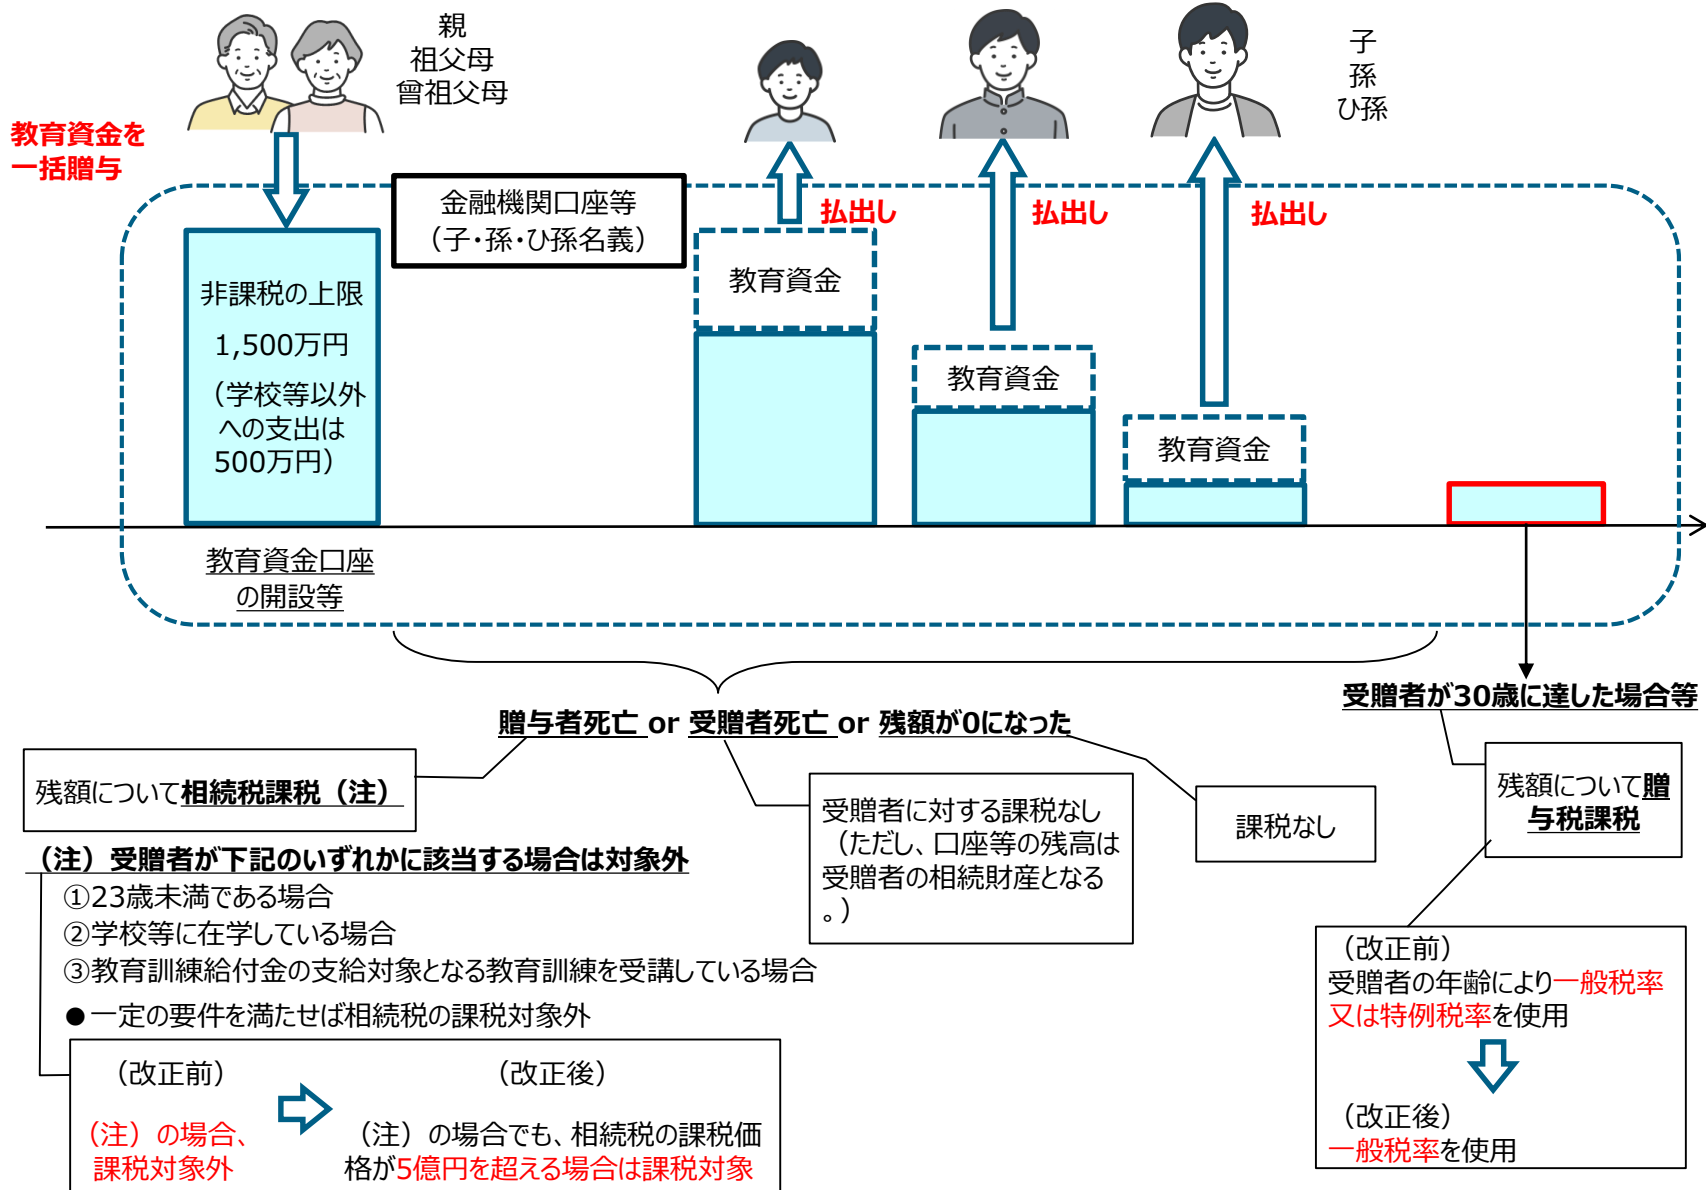 親
祖父母
曾祖父母
子
孫
ひ孫
教育資金を
一括贈与
金融機関口座等
（子・孫・ひ孫名義）
払出し
払出し
払出し
非課税の上限
1,500万円
（学校等以外
への支出は
500万円）
教育資金
教育資金
教育資金
教育資金口座
の開設等
受贈者が30歳に達した場合等
贈与者死亡 or 受贈者死亡 or 残額が0になった
残額について相続税課税（注）
受贈者に対する課税なし
（ただし、口座等の残高は
受贈者の相続財産となる
。）
課税なし
残額について贈
与税課税
（注）受贈者が下記のいずれかに該当する場合は対象外
①23歳未満である場合
②学校等に在学している場合
③教育訓練給付金の支給対象となる教育訓練を受講している場合
●一定の要件を満たせば相続税の課税対象外
（改正前）
（注）の場合、
課税対象外
（改正後）
（注）の場合でも、相続税の課税価
格が5億円を超える場合は課税対象
（改正前）
受贈者の年齢により一般税率
又は特例税率を使用
（改正後）
一般税率を使用